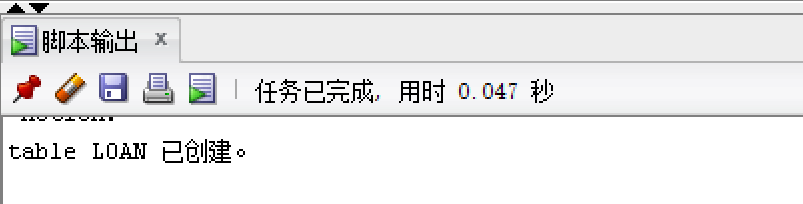 脚本输出 ×
任务已完成, 用时 0.047 秒
table LOAN 已创建。